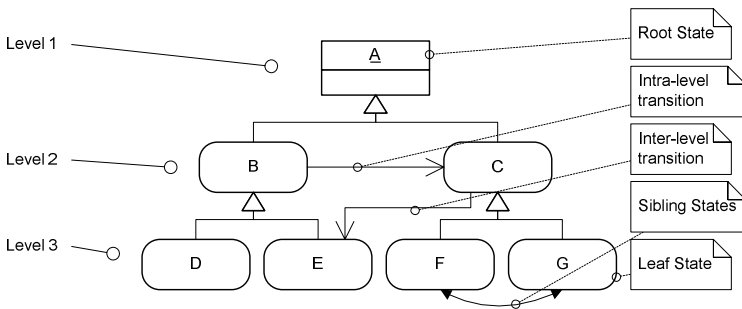 Level 1
A
Root State
Intra-level
transition
Inter-level
transition
Level 2
B
C
Sibling States
Level 3
D
E
F
G
Leaf State